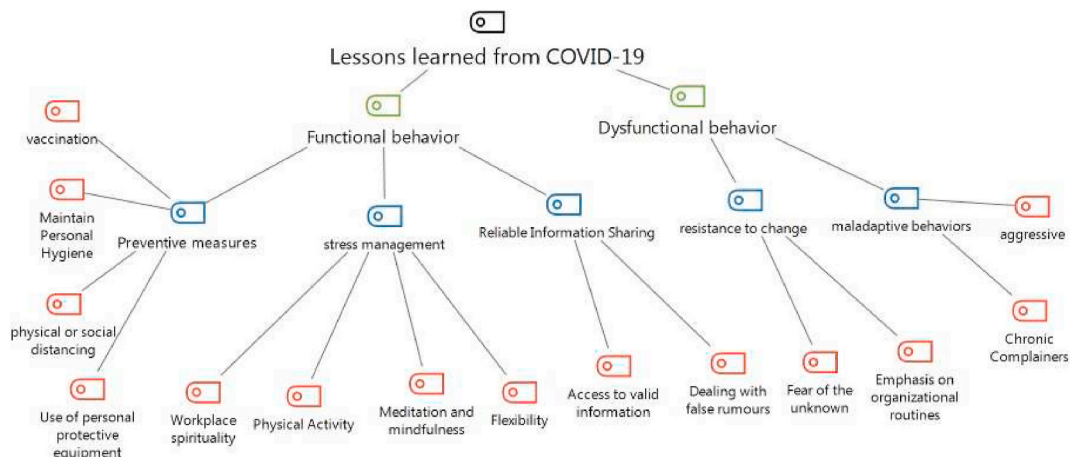 Lessons learned from COVID-19
Functional behavior
Dysfunctional behavior
vaccination
Maintain
Personal
Hygiene
Preventive measures
stress management
Reliable Information Sharing
resistance to change
maladaptive behaviors
aggressive
physical or social
distancing
Use of personal
protective
equipment
Workplace
spirituality
Physical Activity
Meditation and
mindfulness
Flexibility
Access to valid
information
Dealing with
false rumours
Fear of the
unknown
Emphasis on
organizational
routines
Chronic
Complainers